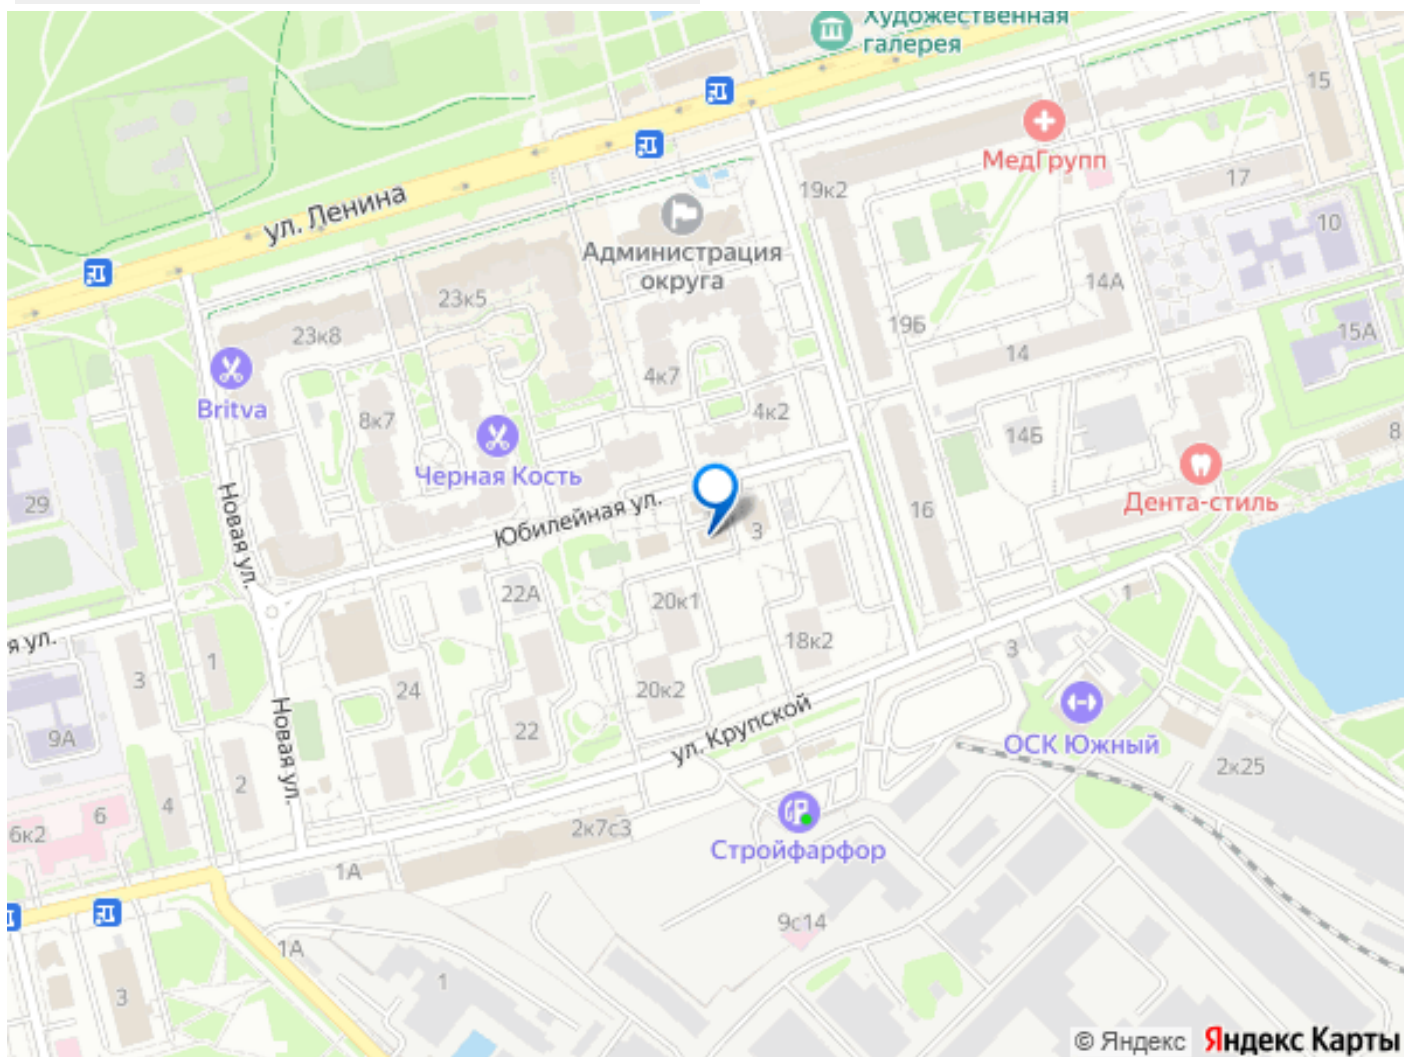 Художественная
галерея
15
МедГрупп
17
19к2
10
ул. Ленина
Администрация
округа
14А
23к5
19Б
15А
23к8
14
4к7
Britva
8к7
4к2
14Б
8
Черная Кость
Дента-стиль
29
Новая ул.
Юбилейная ул.
16
3
22А
20к1
1
я ул.
1
3
18к2
3
24
20к2
9А
22
ул. Крупской
ОСК Южный
Новая ул.
2
2к25
4
6
6к2
2к7с3
Стройфарфор
1А
9с14
1А
1
3
© Яндекс Яндекс Карты